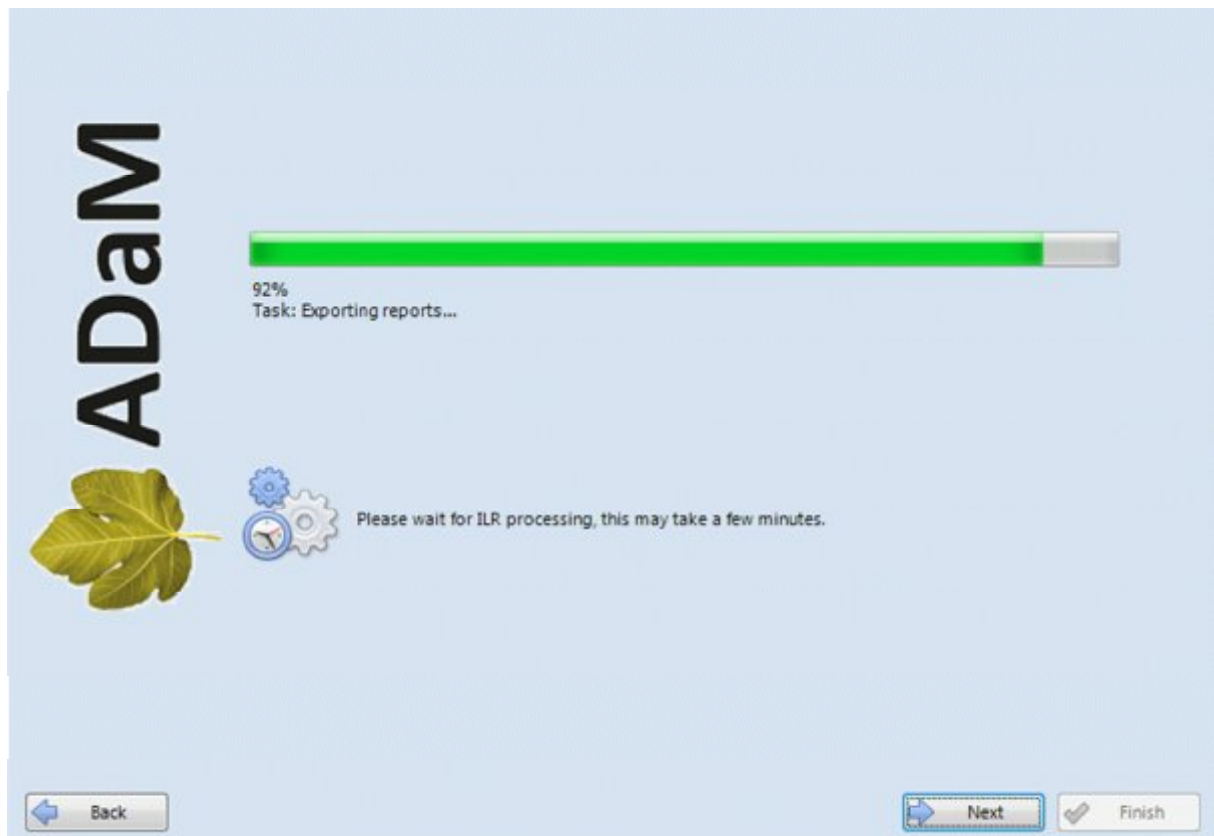 ADaM
92%
Task: Exporting reports...
Please wait for ILR processing, this may take a few minutes.
Back
Next
Finish